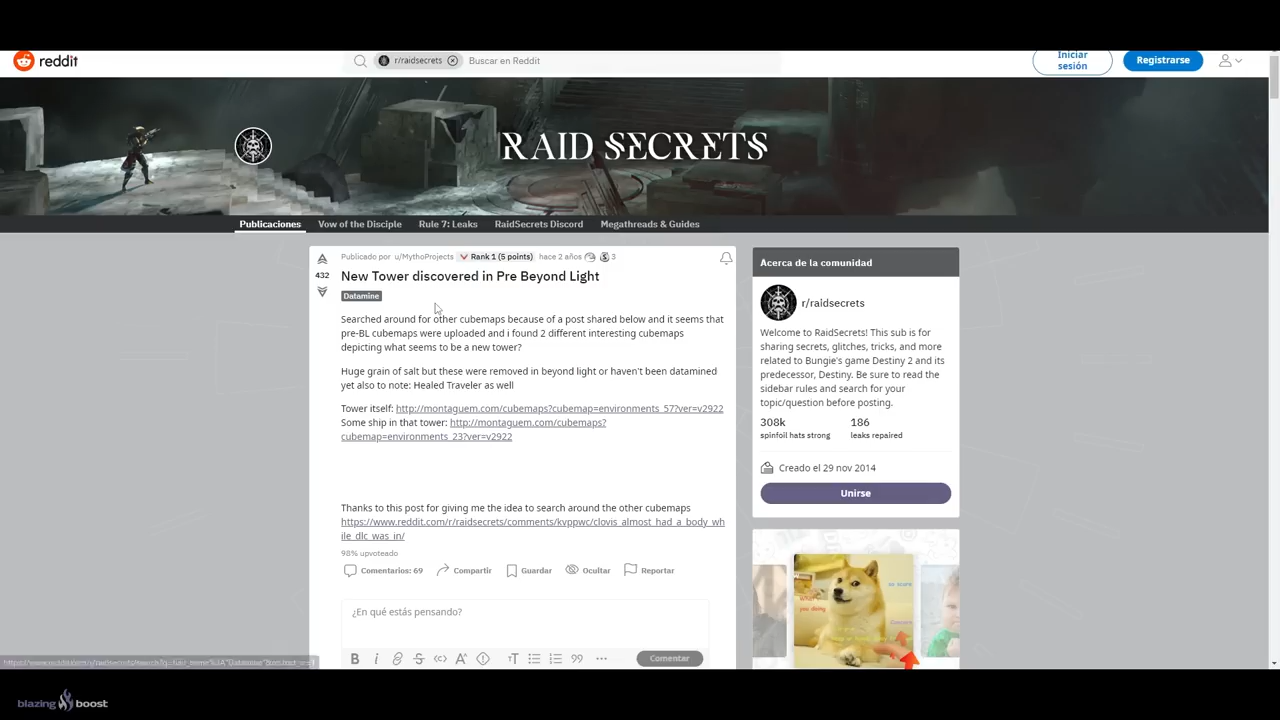 reddit
r/raidsecrets
Buscar en Reddit
Iniciar
sesión
Registrarse
RAID SECRETS
Publicaciones
Vow of the Disciple
Rule 7: Leaks
RaidSecrets Discord
Megathreads & Guides
432
Publicado por u/MythoProjects
Rank 1 (5 points)
hace 2 años
3
New Tower discovered in Pre Beyond Light
Datamine
Searched around for other cubemaps because of a post shared below and it seems that
pre-BL cubemaps were uploaded and i found 2 different interesting cubemaps
depicting what seems to be a new tower?
Huge grain of salt but these were removed in beyond light or haven't been datamined
yet also to note: Healed Traveler as well
Tower itself: http://montaguem.com/cubemaps?cubemap=environments_57?ver=v2922
Some ship in that tower: http://montaguem.com/cubemaps?
cubemap=environments_23?ver=v2922
Thanks to this post for giving me the idea to search around the other cubemaps
https://www.reddit.com/r/raidsecrets/comments/kvppwc/clovis_almost_had_a_body_wh
ile_dlc_was_in/
98% upvoteado
Comentarios: 69
Compartir
Guardar
Ocultar
Reportar
¿En qué estás pensando?
Comentar
Acerca de la comunidad
r/raidsecrets
Welcome to RaidSecrets! This sub is for
sharing secrets, glitches, tricks, and more
related to Bungie's game Destiny 2 and its
predecessor, Destiny. Be sure to read the
sidebar rules and search for your
topic/question before posting.
308k
186
spinfoil hats strong
leaks repaired
Creado el 29 nov 2014
Unirse
blazing boost